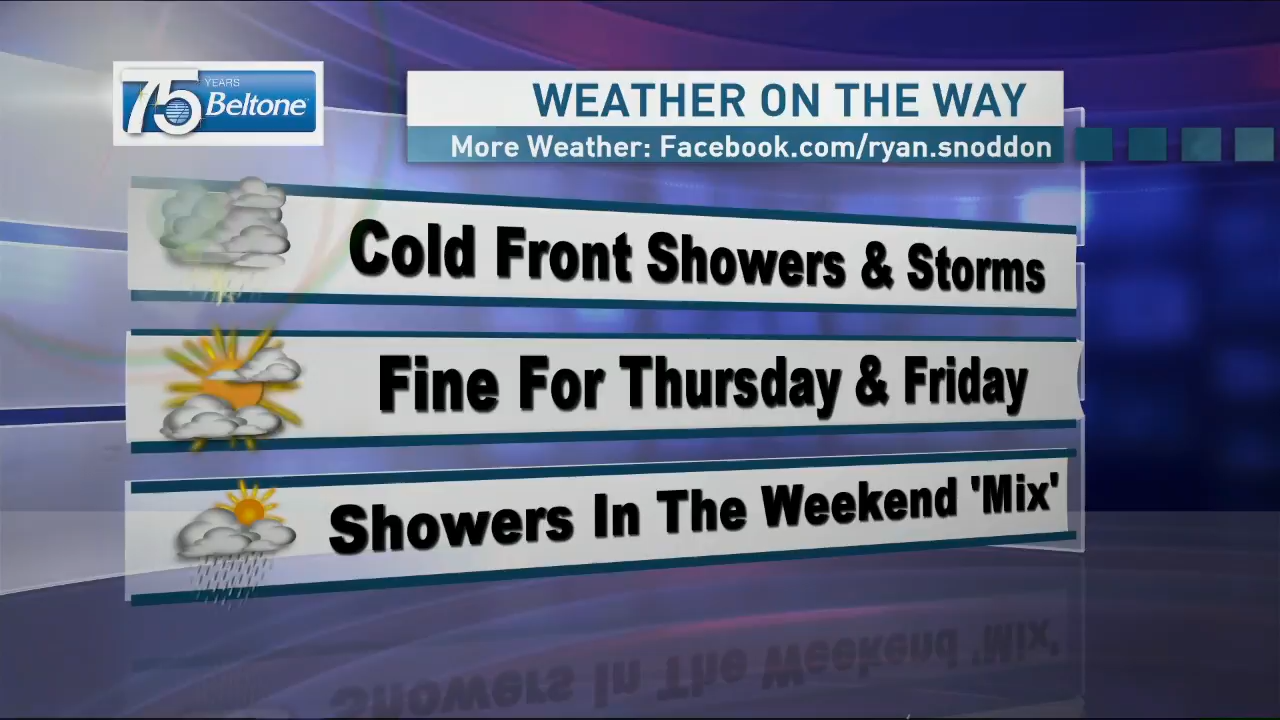 75 YEARS
Beltone
WEATHER ON THE WAY
More Weather: Facebook.com/ryan.snoddon
Cold Front Showers & Storms
Fine For Thursday & Friday
Showers In The Weekend 'Mix'